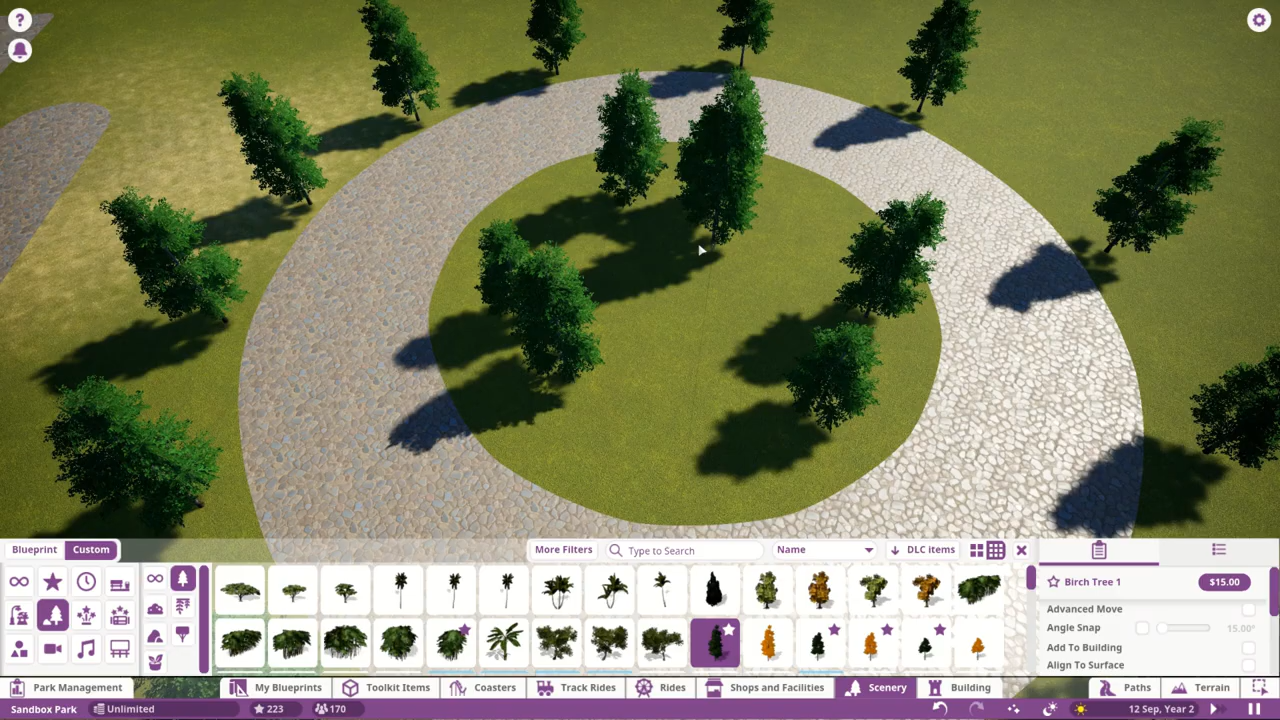 ?
Blueprint Custom More Filters Type to Search Name DLC items
Birch Tree 1 $15.00
Advanced Move
Angle Snap 15.00°
Add To Building
Align To Surface
Park Management My Blueprints Toolkit Items Coasters Track Rides Rides Shops and Facilities Scenery Building Paths Terrain
Sandbox Park Unlimited 223 170 12 Sep, Year 2